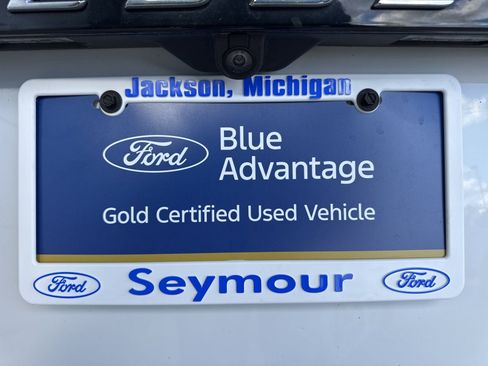 Jackson, Michigan
Ford
Blue
Advantage
Gold Certified Used Vehicle
Ford Seymour Ford